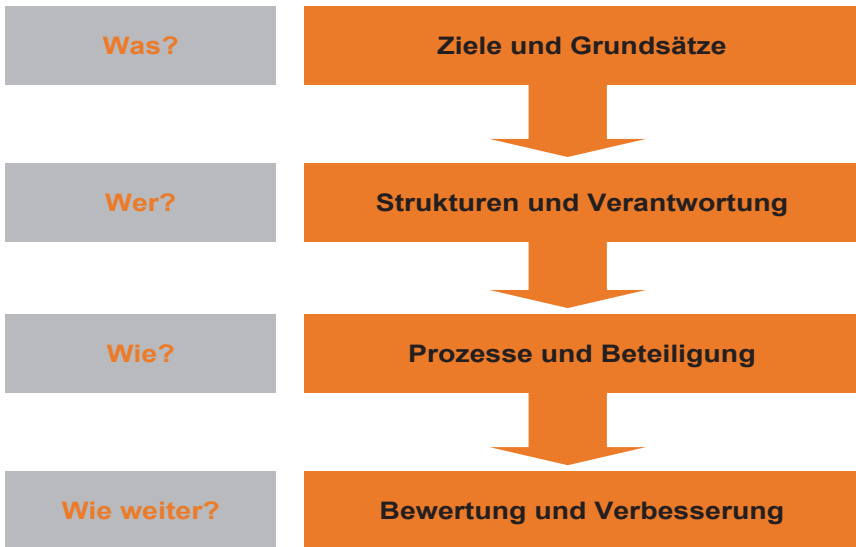 Was?
Ziele und Grundsätze
Wer?
Strukturen und Verantwortung
Wie?
Prozesse und Beteiligung
Wie weiter?
Bewertung und Verbesserung